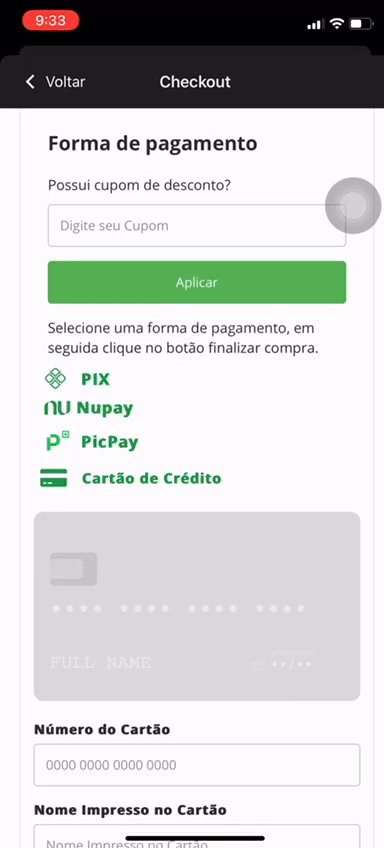 9:33
Voltar
Checkout
Forma de pagamento
Possui cupom de desconto?
Digite seu Cupom
Aplicar
Selecione uma forma de pagamento, em
seguida clique no botão finalizar compra.
PIX
nu Nupay
PicPay
Cartão de Crédito
•••• •••• •••• ••••
FULL NAME
••/••
Número do Cartão
0000 0000 0000 0000
Nome Impresso no Cartão
Nome Impresso no Cartão